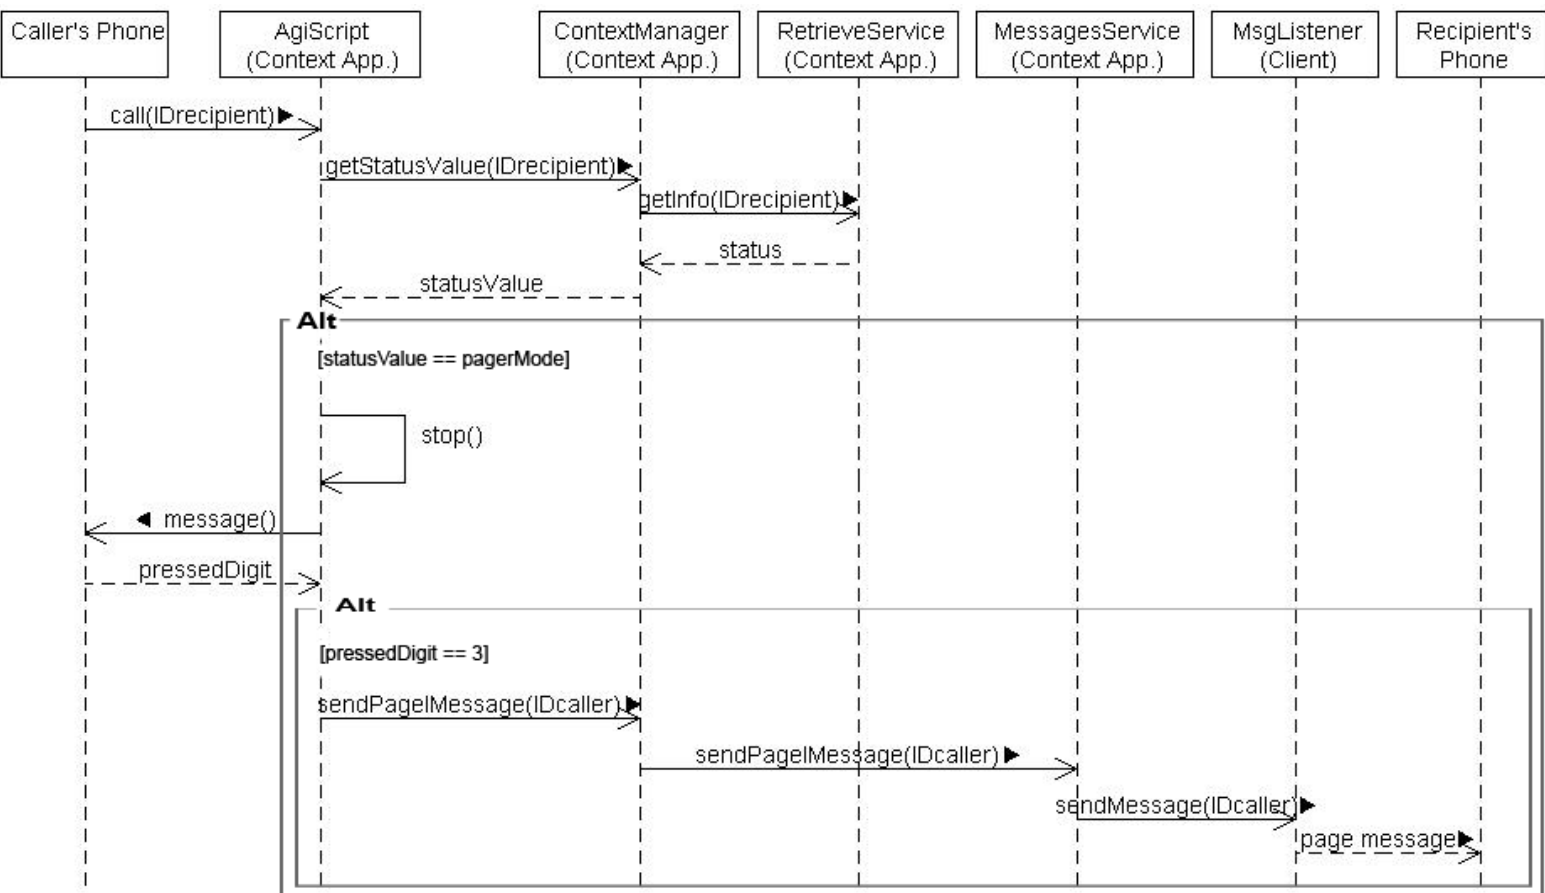 Caller's Phone
AgiScript
(Context App.)
ContextManager
(Context App.)
RetrieveService
(Context App.)
MessagesService
(Context App.)
MsgListener
(Client)
Recipient's
Phone
call(IDrecipient)
getStatusValue(IDrecipient)
getInfo(IDrecipient)
status
statusValue
Alt
[statusValue == pagerMode]
stop()
message()
pressedDigit
Alt
[pressedDigit == 3]
sendPagelMessage(IDcaller)
sendPagelMessage(IDcaller)
sendMessage(IDcaller)
page message